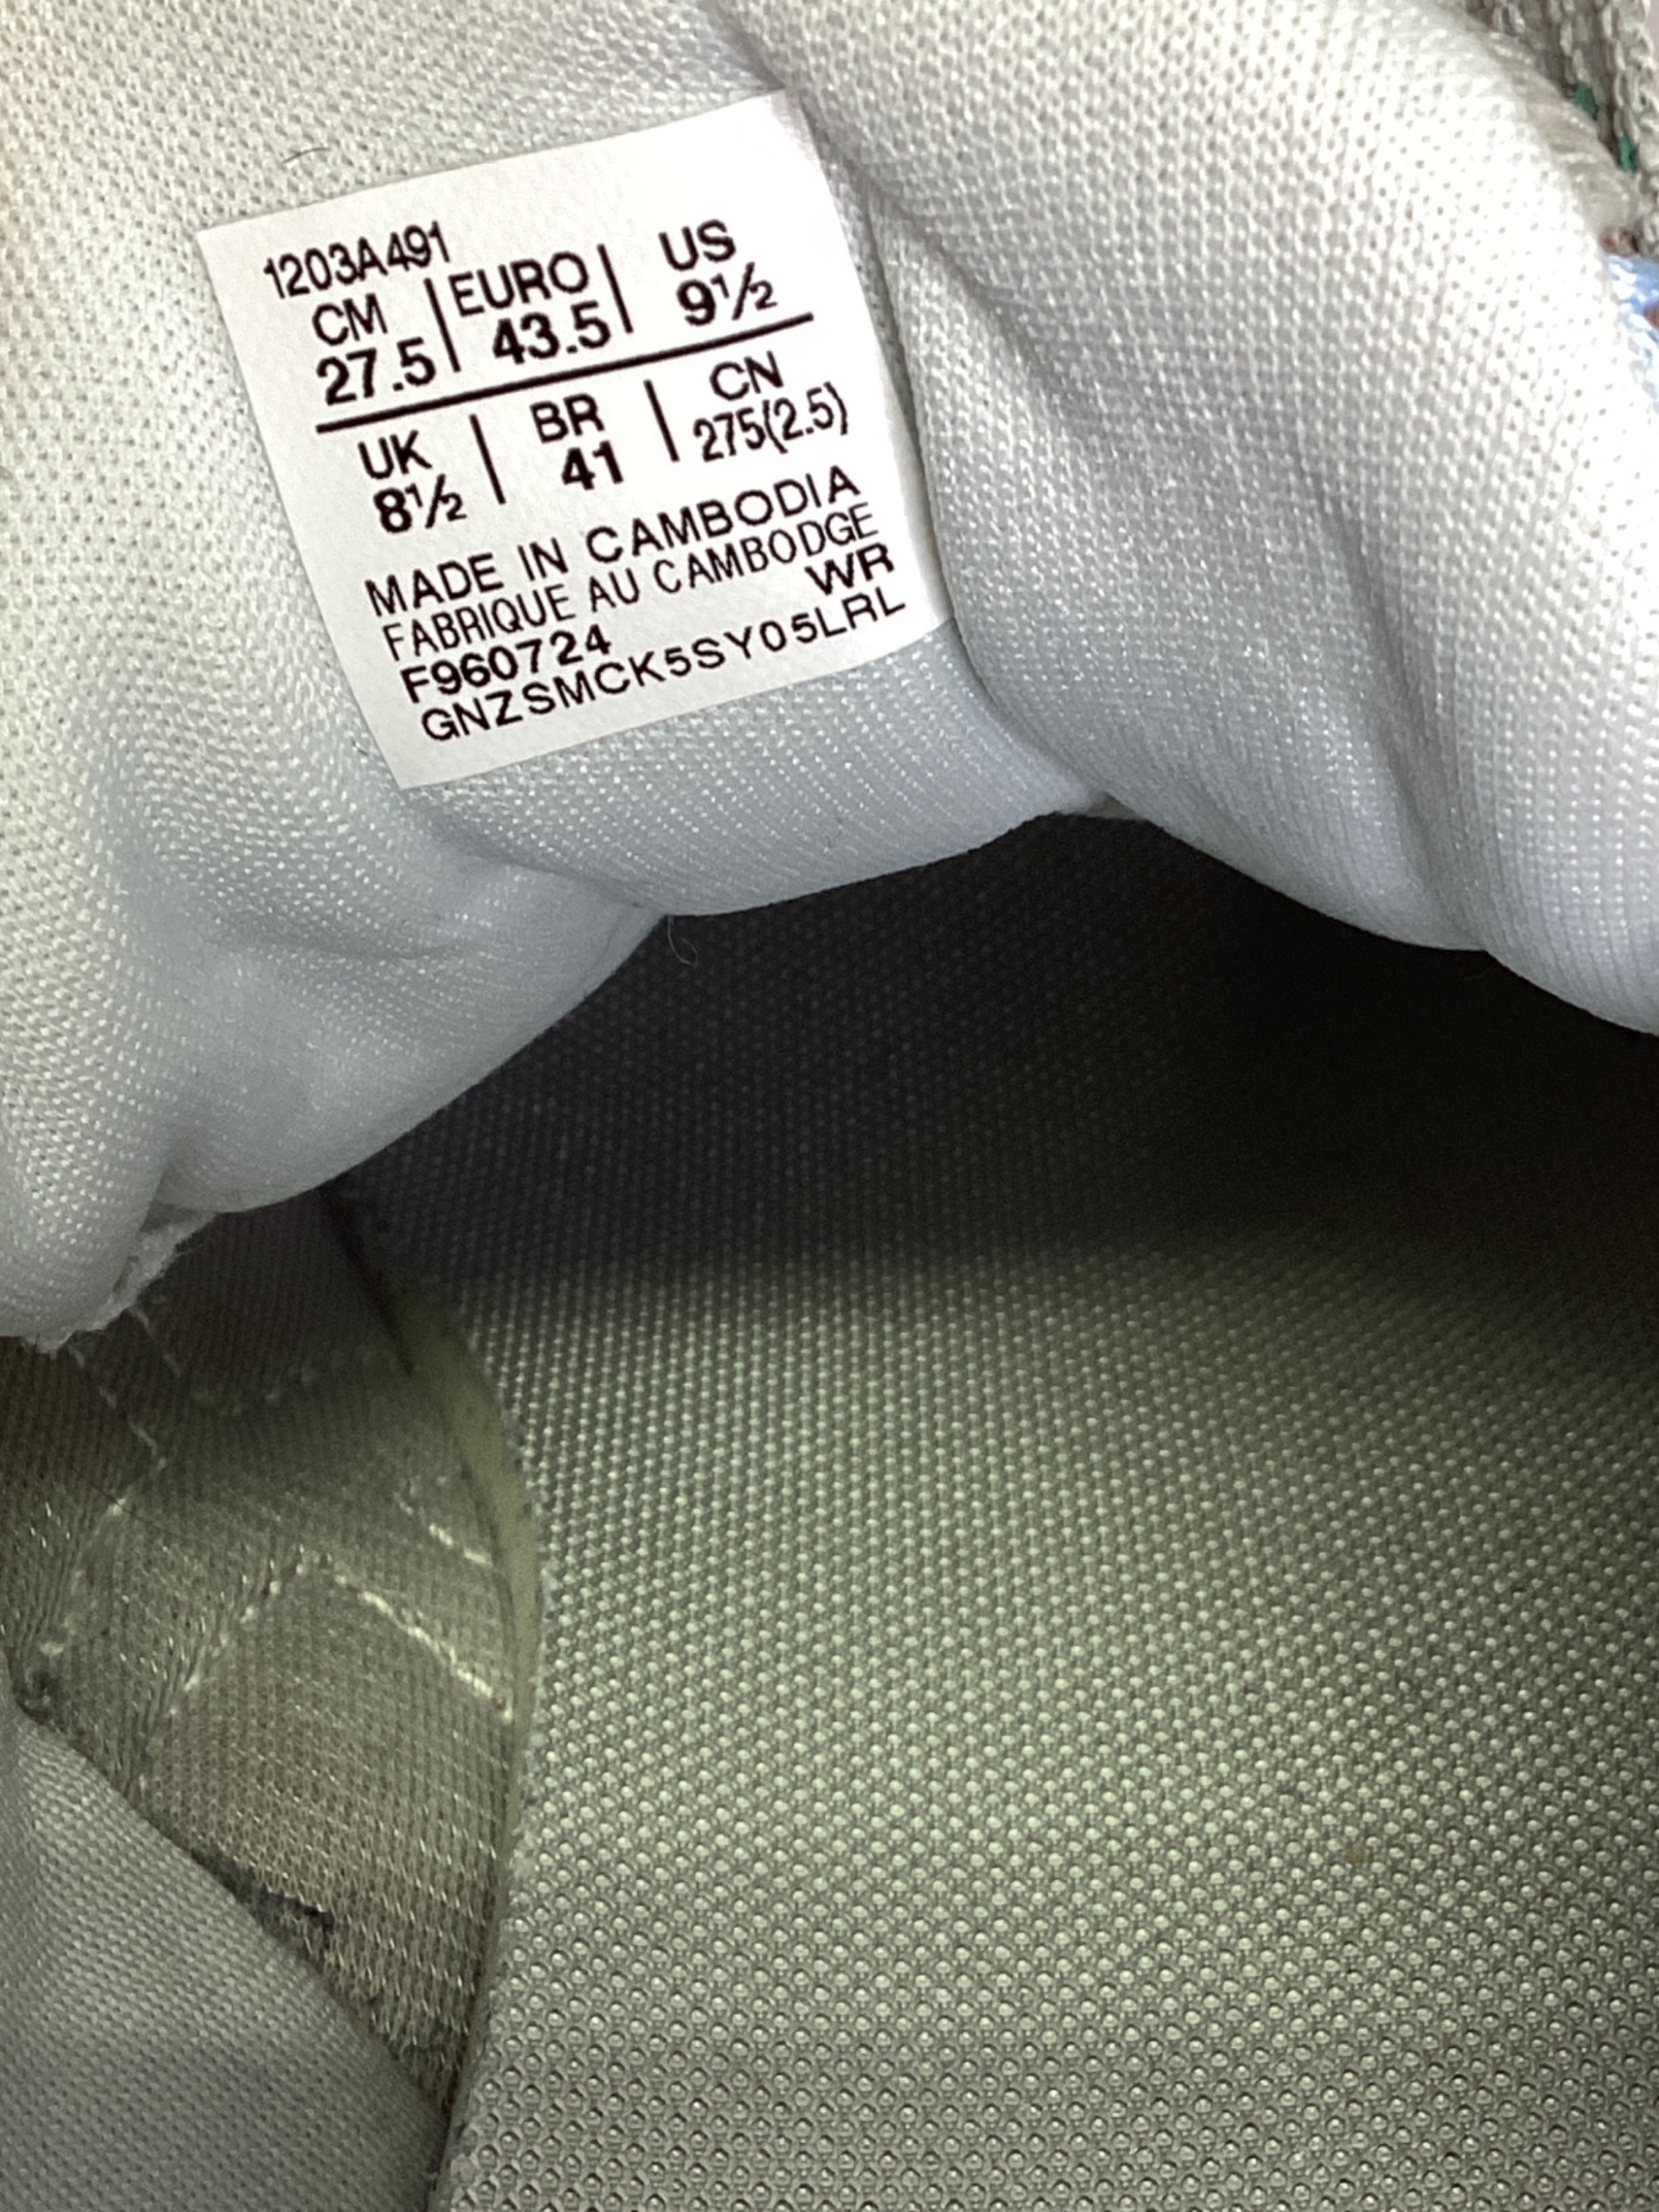 1203A491
CM | EURO | US
27.5 | 43.5 | 9½
UK | BR | CN
8½ | 41 | 275(2.5)
MADE IN CAMBODIA
FABRIQUE AU CAMBODGE
WR
F960724
GNZSMCK5SY05LRL